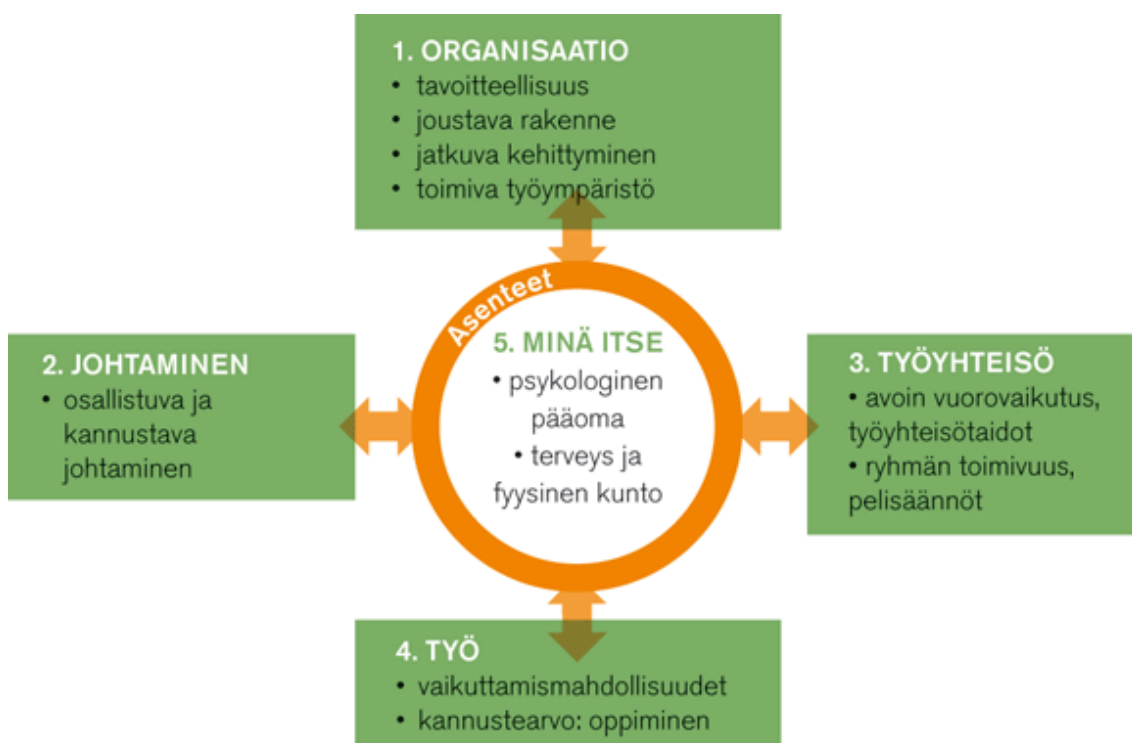 1. ORGANISAATIO
• tavoitteellisuus
• joustava rakenne
• jatkuva kehittyminen
• toimiva työympäristö
Asenteet
5. MINÄ ITSE
• psykologinen
pääoma
• terveys ja
fyysinen kunto
2. JOHTAMINEN
• osallistuva ja
kannustava
johtaminen
3. TYÖYHTEISÖ
• avoin vuorovaikutus,
työyhteisötaidot
• ryhmän toimivuus,
pelisäännöt
4. TYÖ
• vaikuttamismahdollisuudet
• kannustearvo: oppiminen